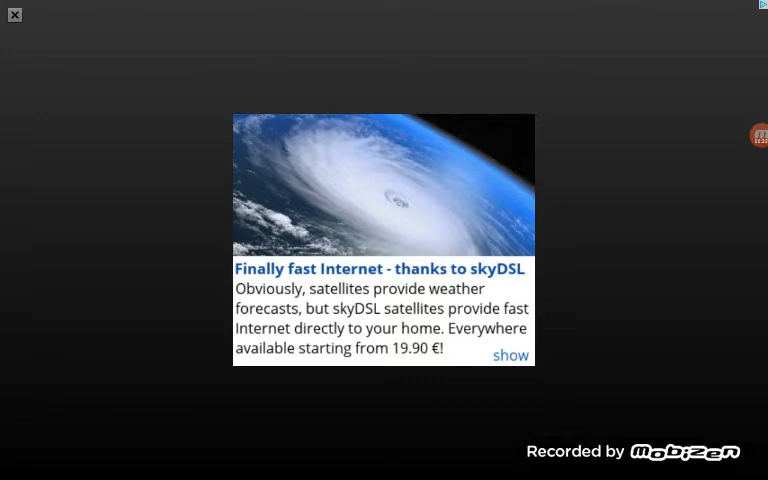 Finally fast Internet - thanks to skyDSL
Obviously, satellites provide weather
forecasts, but skyDSL satellites provide fast
Internet directly to your home. Everywhere
available starting from 19.90 €!
show
Recorded by mobizen